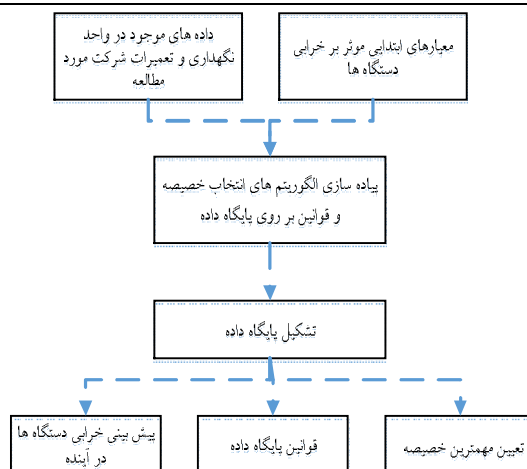 معیارهای ابتدایی موثر بر خرابی
دستگاه ها
داده های موجود در واحد
نگهداری و تعمیرات شرکت مورد
مطالعه
پیاده سازی الگوریتم های انتخاب خصیصه
و قوانین بر روی پایگاه داده
تشکیل پایگاه داده
تعیین مهمترین خصیصه
قوانین پایگاه داده
پیش بینی خرابی دستگاه ها
در آینده